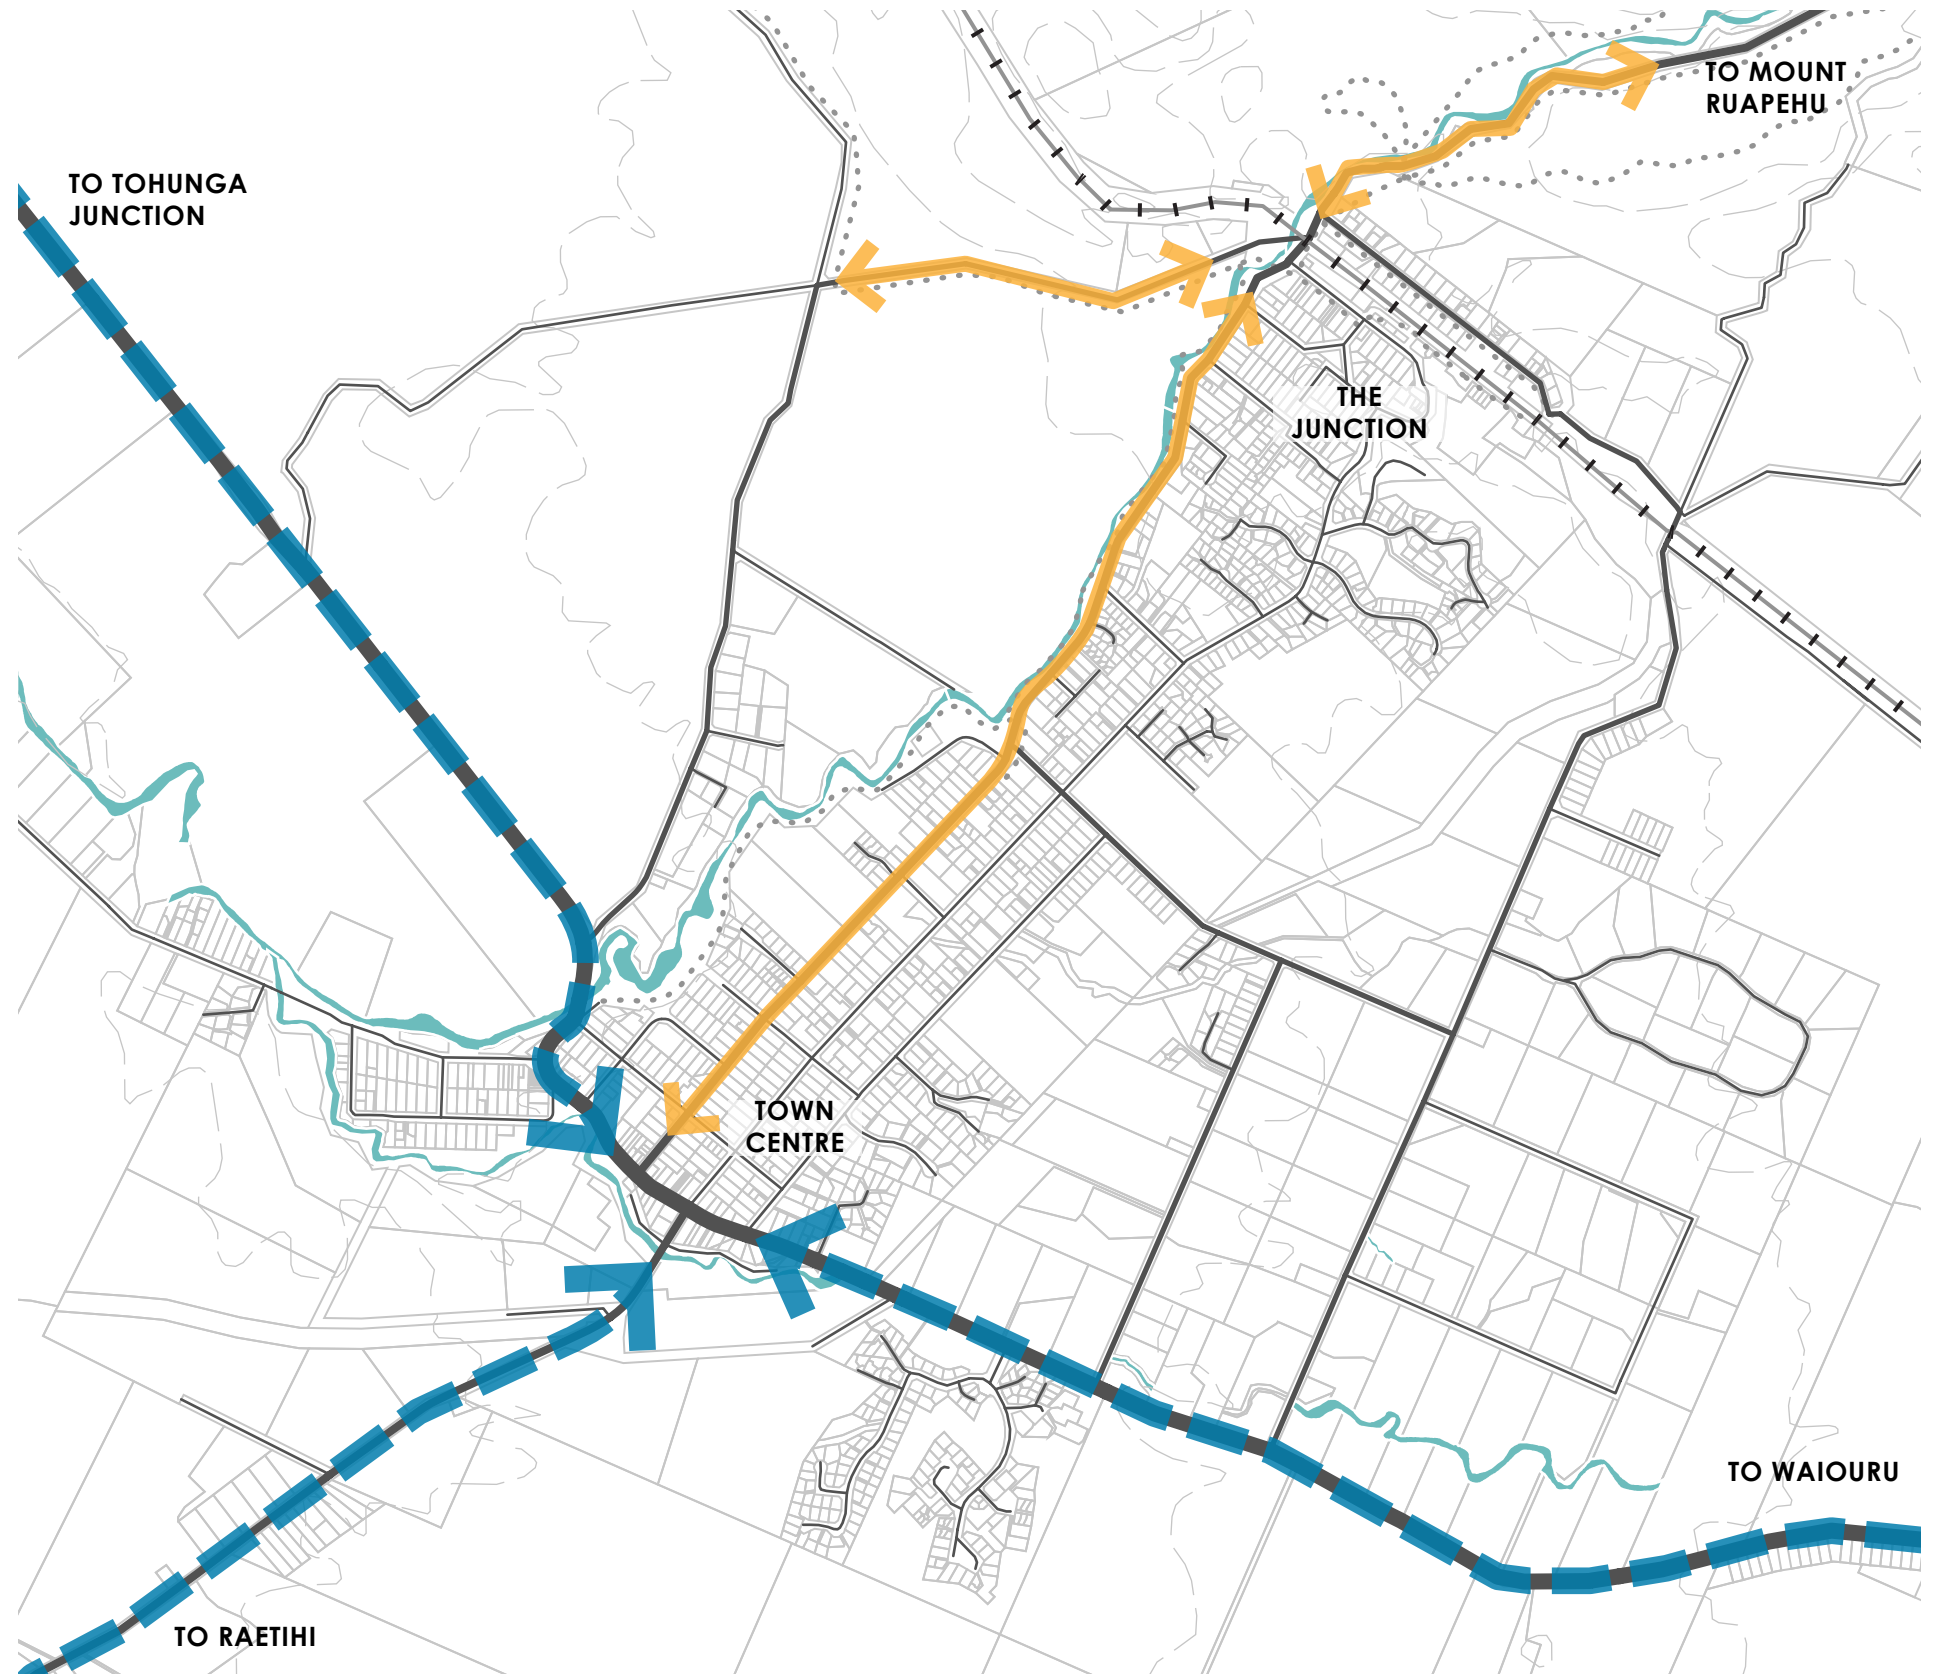 TO MOUNT
RUAPEHU
TO TOHUNGA
JUNCTION
THE
JUNCTION
TOWN
CENTRE
TO WAIOURU
TO RAETIHI